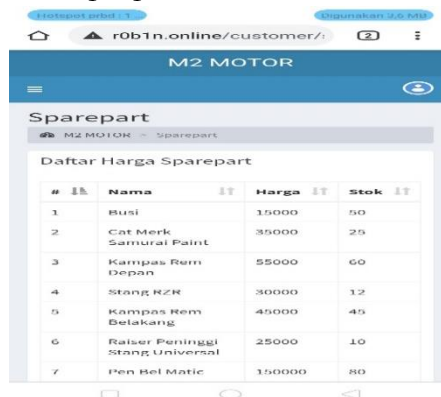 Hotspot prbd : 1 Digunakan 2,6 MB
r0b1n.online/customer/: 2
M2 MOTOR
Sparepart
M2 MOTOR > Sparepart
Daftar Harga Sparepart
# Nama Harga Stok
1 Busi 15000 50
2 Cat Merk 35000 25
Samurai Paint
3 Kampas Rem 55000 60
Depan
4 Stang RZR 30000 12
5 Kampas Rem 45000 45
Belakang
6 Raiser Peninggi 25000 10
Stang Universal
7 Pen Bel Matic 150000 80